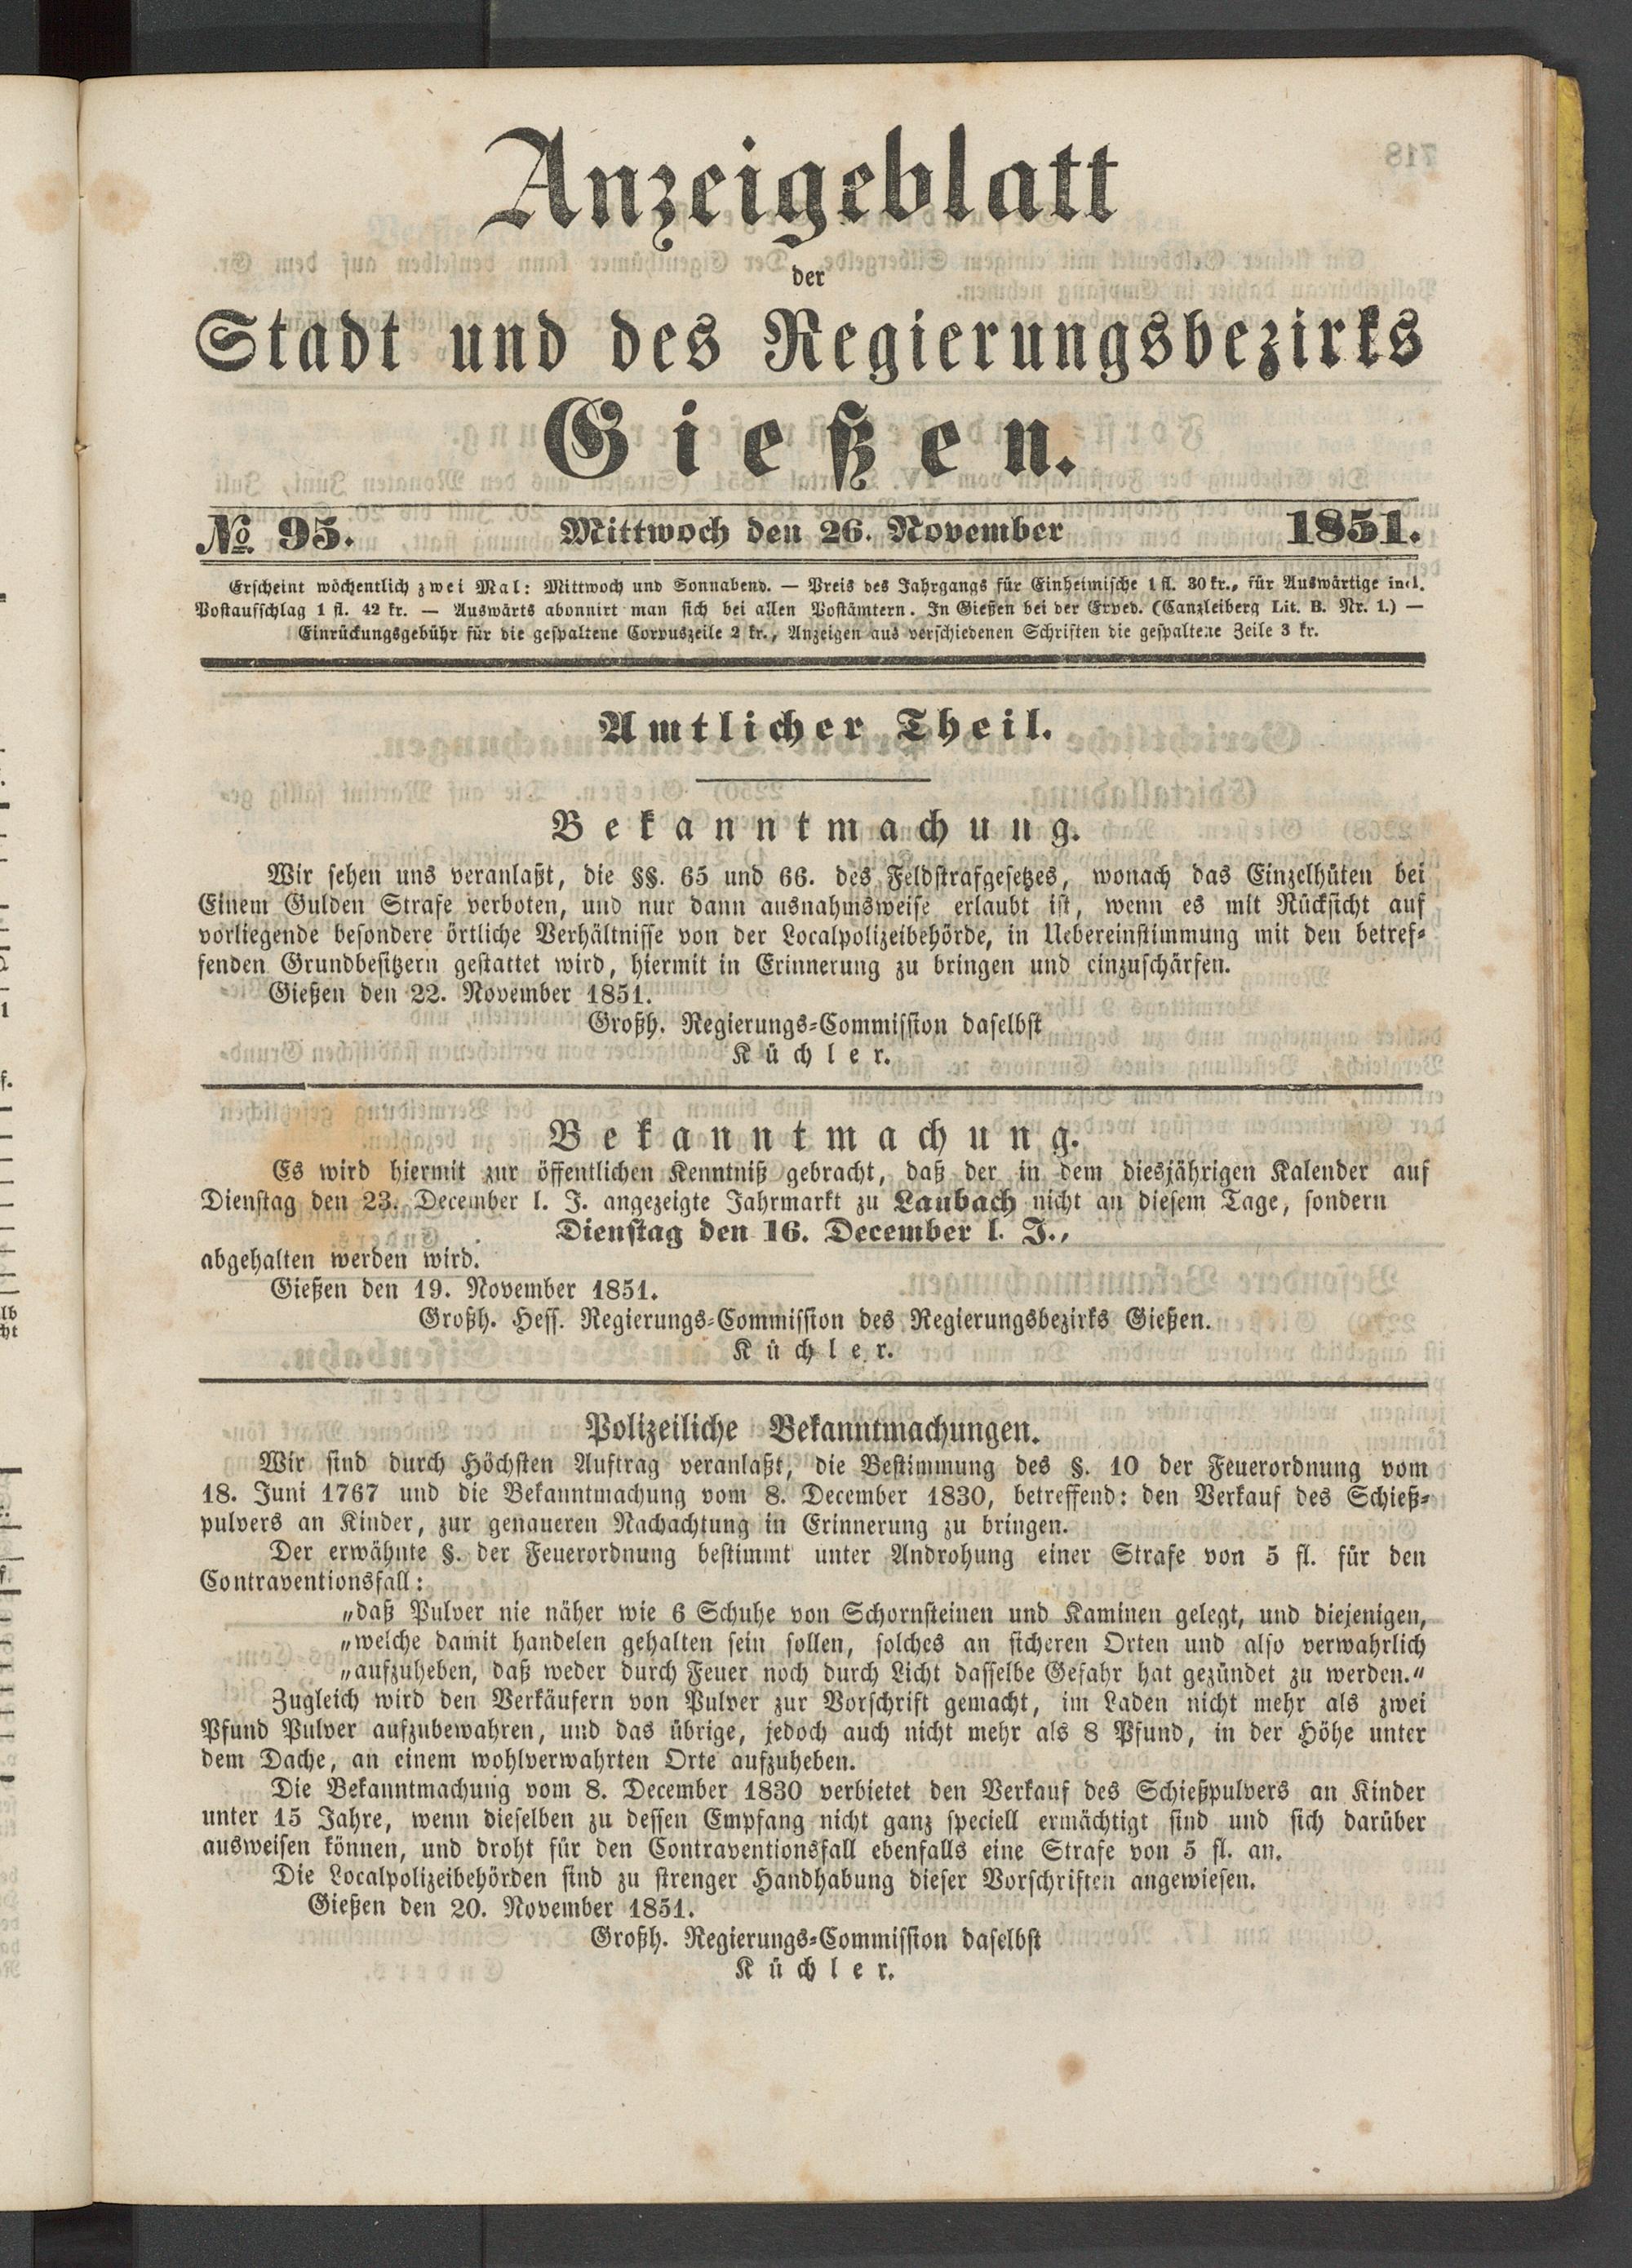 Anzeigeblatt
der
Stadt und des Regierungsbezirks
Gießen.
No. 95. Mittwoch den 26. November 1851.
Erscheint wöchentlich zwei Mal: Mittwoch und Sonnabend. — Preis des Jahrgangs für Einheimische 1 fl. 30 kr., für Auswärtige incl.
Postaufschlag 1 fl. 42 kr. — Auswärts abonnirt man sich bei allen Postämtern. In Gießen bei der Exped. (Canzleiberg Lit. B. Nr. 1.) —
Einrückungsgebühr für die gespaltene Corpuszeile 2 kr., Anzeigen aus verschiedenen Schriften die gespaltene Zeile 3 kr.
Amtlicher Theil.
Bekanntmachung.
Wir sehen uns veranlaßt, die §§. 65 und 66. des Feldstrafgesetzes, wonach das Einzelhüten bei
Einem Gulden Strafe verboten, und nur dann ausnahmsweise erlaubt ist, wenn es mit Rücksicht auf
vorliegende besondere örtliche Verhältnisse von der Localpolizeibehörde, in Uebereinstimmung mit den betref-
fenden Grundbesitzern gestattet wird, hiermit in Erinnerung zu bringen und einzuschärfen.
Gießen den 22. November 1851.
Großh. Regierungs-Commission daselbst
Küchler.
Bekanntmachung.
Es wird hiermit zur öffentlichen Kenntniß gebracht, daß der in dem diesjährigen Kalender auf
Dienstag den 23. December l. J. angezeigte Jahrmarkt zu Laubach nicht an diesem Tage, sondern
Dienstag den 16. December l. J.,
abgehalten werden wird.
Gießen den 19. November 1851.
Großh. Hess. Regierungs-Commission des Regierungsbezirks Gießen.
Küchler.
Polizeiliche Bekanntmachungen.
Wir sind durch Höchsten Auftrag veranlaßt, die Bestimmung des §. 10 der Feuerordnung vom
18. Juni 1767 und die Bekanntmachung vom 8. December 1830, betreffend: den Verkauf des Schieß-
pulvers an Kinder, zur genaueren Nachachtung in Erinnerung zu bringen.
Der erwähnte §. der Feuerordnung bestimmt unter Androhung einer Strafe von 5 fl. für den
Contraventionsfall:
„daß Pulver nie näher wie 6 Schuhe von Schornsteinen und Kaminen gelegt, und diejenigen,
„welche damit handelen gehalten sein sollen, solches an sicheren Orten und also verwahrlich
„aufzuheben, daß weder durch Feuer noch durch Licht dasselbe Gefahr hat gezündet zu werden."
Zugleich wird den Verkäufern von Pulver zur Vorschrift gemacht, im Laden nicht mehr als zwei
Pfund Pulver aufzubewahren, und das übrige, jedoch auch nicht mehr als 8 Pfund, in der Höhe unter
dem Dache, an einem wohlverwahrten Orte aufzuheben.
Die Bekanntmachung vom 8. December 1830 verbietet den Verkauf des Schießpulvers an Kinder
unter 15 Jahre, wenn dieselben zu dessen Empfang nicht ganz speciell ermächtigt sind und sich darüber
ausweisen können, und droht für den Contraventionsfall ebenfalls eine Strafe von 5 fl. an.
Die Localpolizeibehörden sind zu strenger Handhabung dieser Vorschriften angewiesen.
Gießen den 20. November 1851.
Großh. Regierungs-Commission daselbst
Küchler.